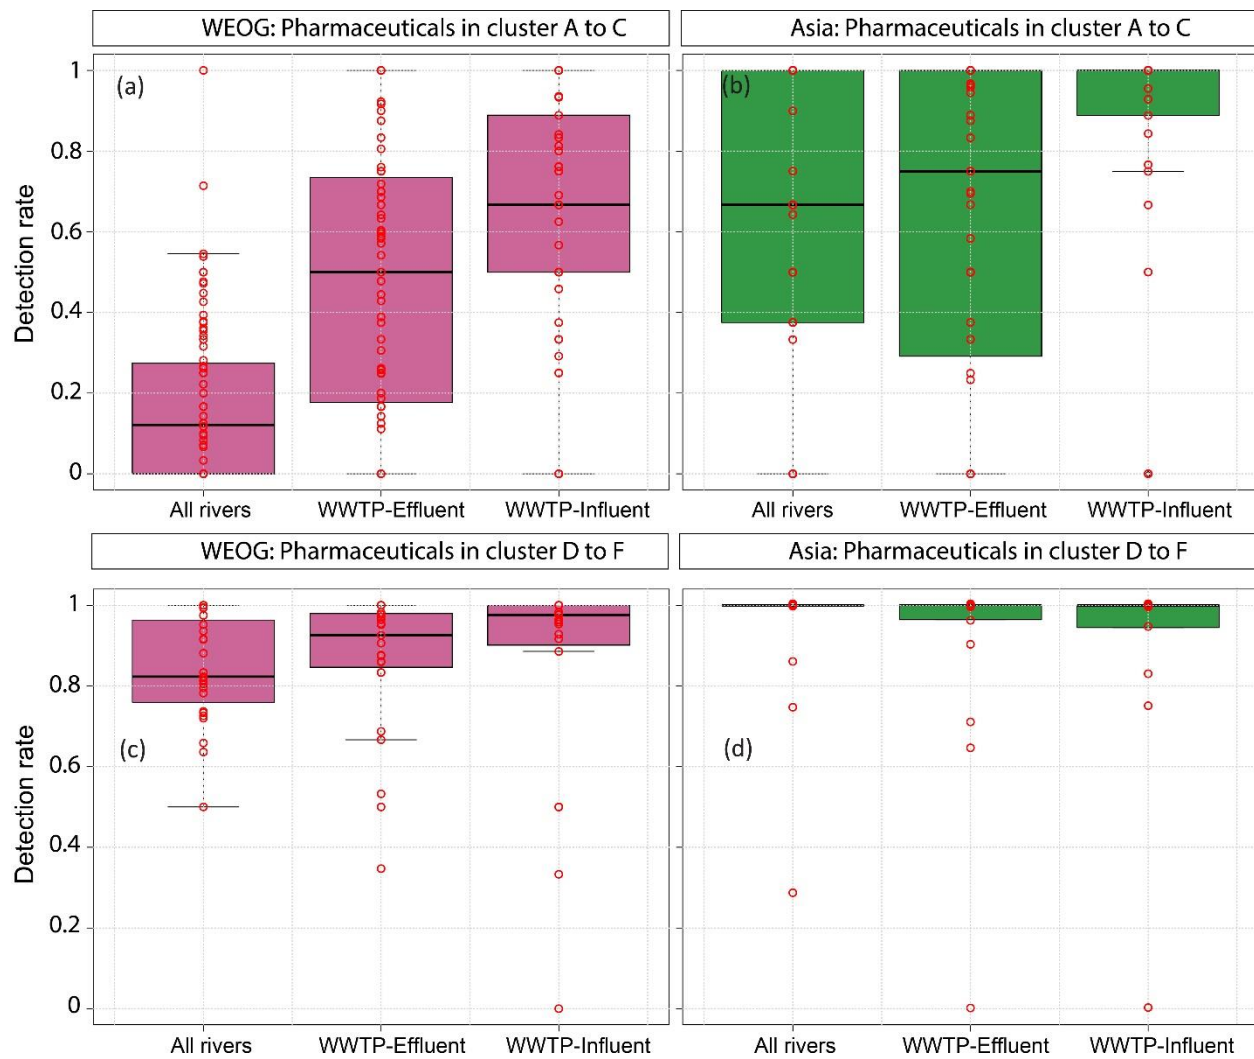 WEOG: Pharmaceuticals in cluster A to C
Asia: Pharmaceuticals in cluster A to C
Detection rate
1
0.8
0.6
0.4
0.2
0
(a)
(b)
All rivers
WWTP-Effluent
WWTP-Influent
All rivers
WWTP-Effluent
WWTP-Influent
WEOG: Pharmaceuticals in cluster D to F
Asia: Pharmaceuticals in cluster D to F
Detection rate
1
0.8
0.6
0.4
0.2
0
(c)
(d)
All rivers
WWTP-Effluent
WWTP-Influent
All rivers
WWTP-Effluent
WWTP-Influent